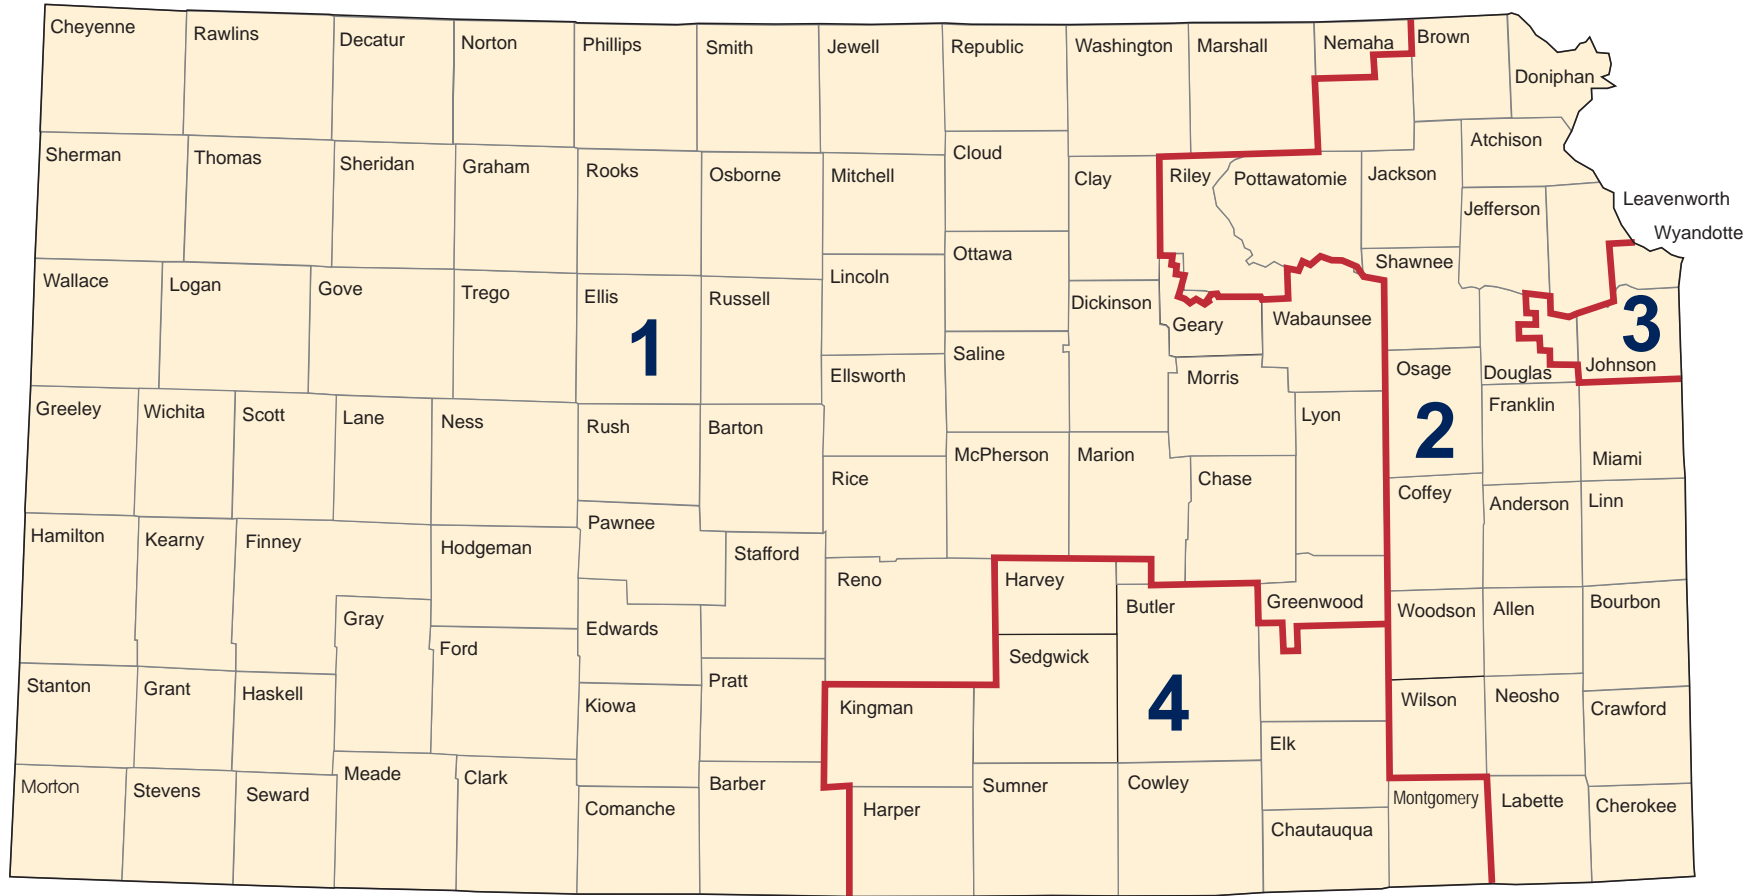 Cheyenne
Rawlins
Decatur
Norton
Phillips
Smith
Jewell
Republic
Washington
Marshall
Nemaha
Brown
Doniphan
Sherman
Thomas
Sheridan
Graham
Rooks
Osborne
Mitchell
Cloud
Clay
Riley
Pottawatomie
Jackson
Atchison
Jefferson
Leavenworth
Wyandotte
Wallace
Logan
Gove
Trego
Ellis
Russell
Lincoln
Ottawa
Dickinson
Geary
Wabaunsee
Shawnee
1
3
Saline
Ellsworth
Morris
Osage
Douglas
Johnson
Greeley
Wichita
Scott
Lane
Ness
Rush
Barton
Rice
McPherson
Marion
Chase
Lyon
2
Franklin
Miami
Coffey
Anderson
Linn
Hamilton
Kearny
Finney
Hodgeman
Pawnee
Stafford
Reno
Harvey
Butler
Greenwood
Woodson
Allen
Bourbon
Gray
Ford
Edwards
Sedgwick
Stanton
Grant
Haskell
Kiowa
Pratt
Kingman
4
Elk
Wilson
Neosho
Crawford
Morton
Stevens
Seward
Meade
Clark
Comanche
Barber
Harper
Sumner
Cowley
Chautauqua
Montgomery
Labette
Cherokee